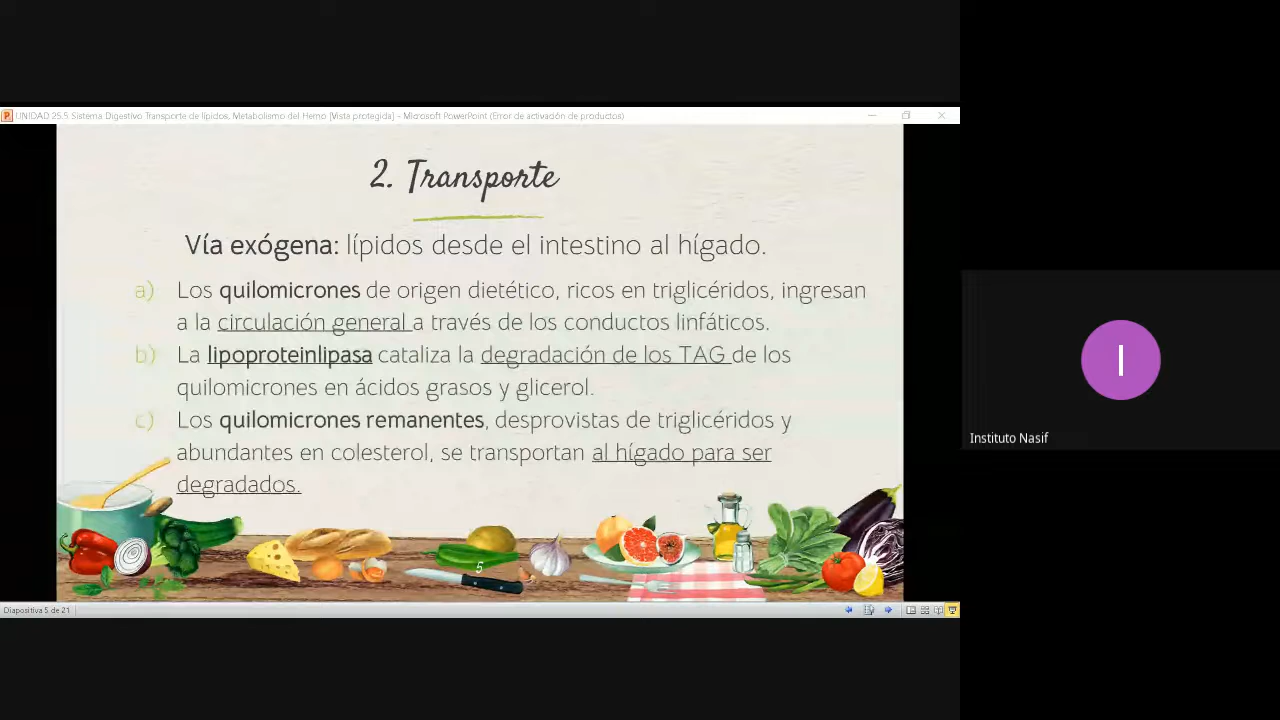 UNIDAD 25.5 Sistema Digestivo Transporte de lípidos. Metabolismo del Hemo [Vista protegida] - Microsoft PowerPoint (Error de activación de productos)
2. Transporte
Vía exógena: lípidos desde el intestino al hígado.
a) Los quilomicrones de origen dietético, ricos en triglicéridos, ingresan
a la circulación general a través de los conductos linfáticos.
b) La lipoproteinlipasa cataliza la degradación de los TAG de los
quilomicrones en ácidos grasos y glicerol.
c) Los quilomicrones remanentes, desprovistas de triglicéridos y
abundantes en colesterol, se transportan al hígado para ser
degradados.
5
Diapositiva 5 de 21
I
Instituto Nasif